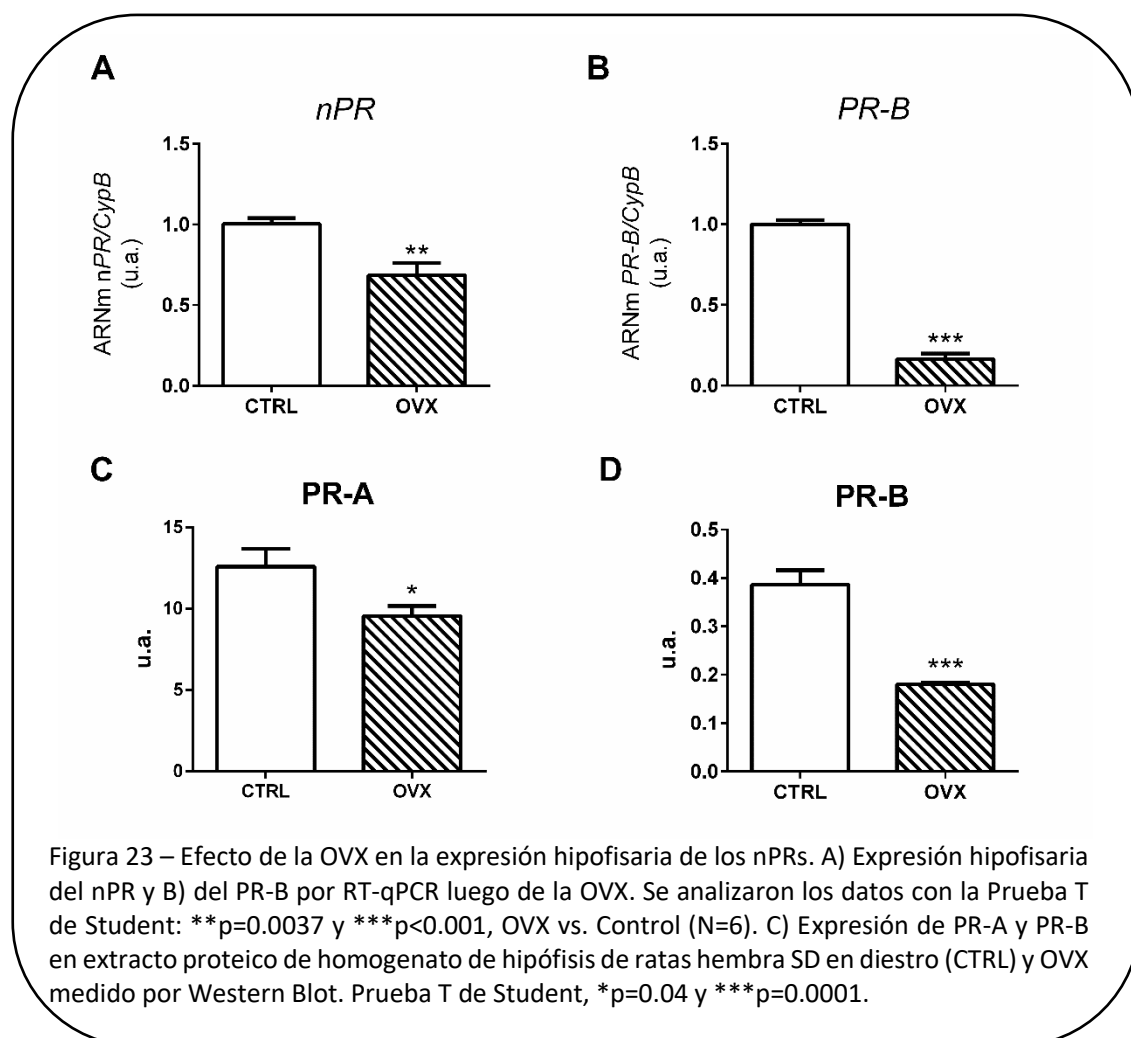 A
B
nPR
PR-B
ARNm nPR/CypB
(u.a.)
1.5
1.0
0.5
0.0
**
CTRL
OVX
ARNm PR-B/CypB
(u.a.)
1.5
1.0
0.5
0.0
***
CTRL
OVX
C
D
PR-A
PR-B
u.a.
15
10
5
0
*
CTRL
OVX
u.a.
0.5
0.4
0.3
0.2
0.1
0.0
***
CTRL
OVX
Figura 23 – Efecto de la OVX en la expresión hipofisaria de los nPRs. A) Expresión hipofisaria
del nPR y B) del PR-B por RT-qPCR luego de la OVX. Se analizaron los datos con la Prueba T
de Student: **p=0.0037 y ***p<0.001, OVX vs. Control (N=6). C) Expresión de PR-A y PR-B
en extracto proteico de homogenato de hipófisis de ratas hembra SD en diestro (CTRL) y OVX
medido por Western Blot. Prueba T de Student, *p=0.04 y ***p=0.0001.